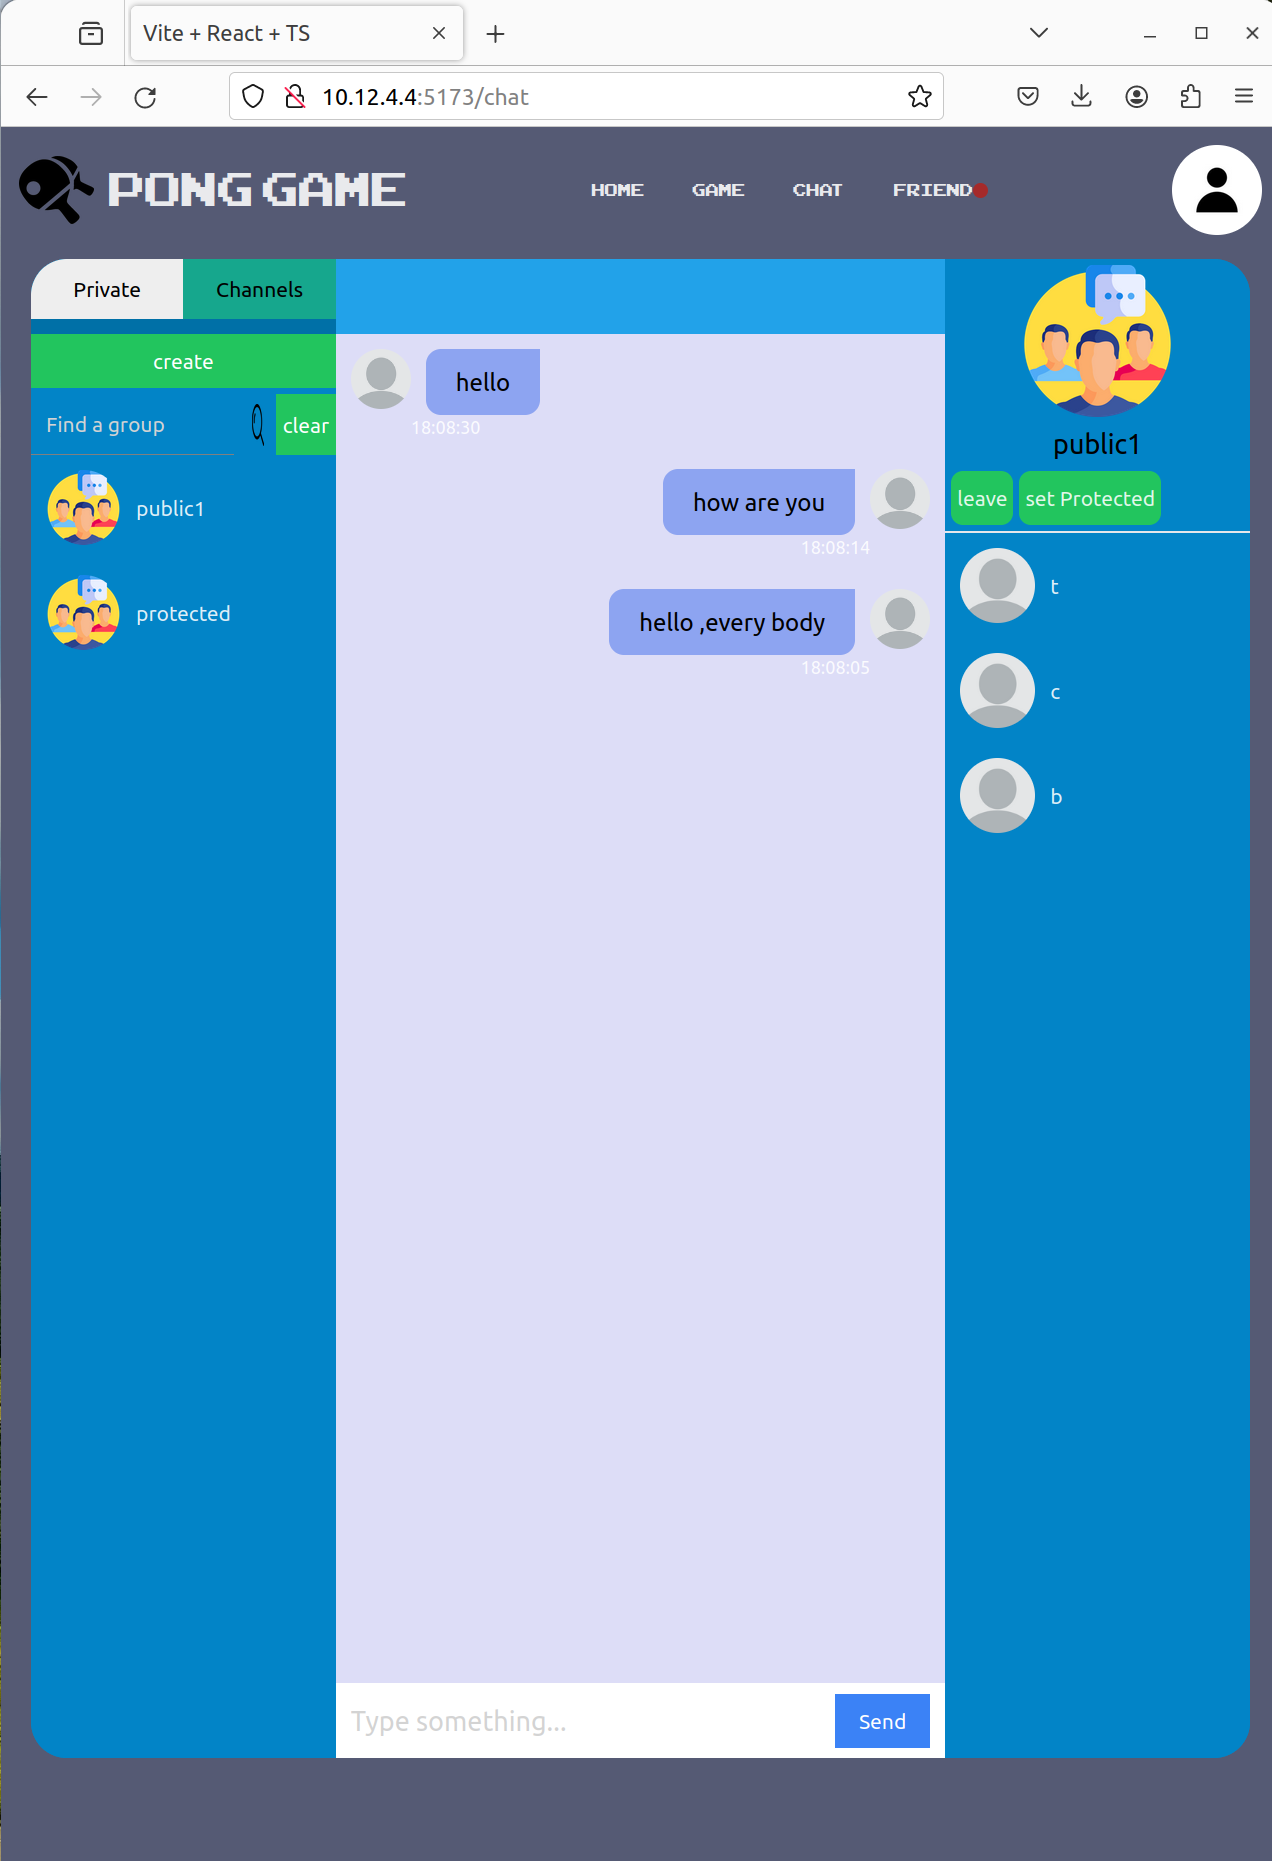 Vite + React + TS
10.12.4.4:5173/chat
PONG GAME
HOME
GAME
CHAT
FRIEND
Private
Channels
create
Find a group
clear
public1
protected
hello
18:08:30
how are you
18:08:14
hello ,every body
18:08:05
Type something...
Send
public1
leave
set Protected
t
c
b